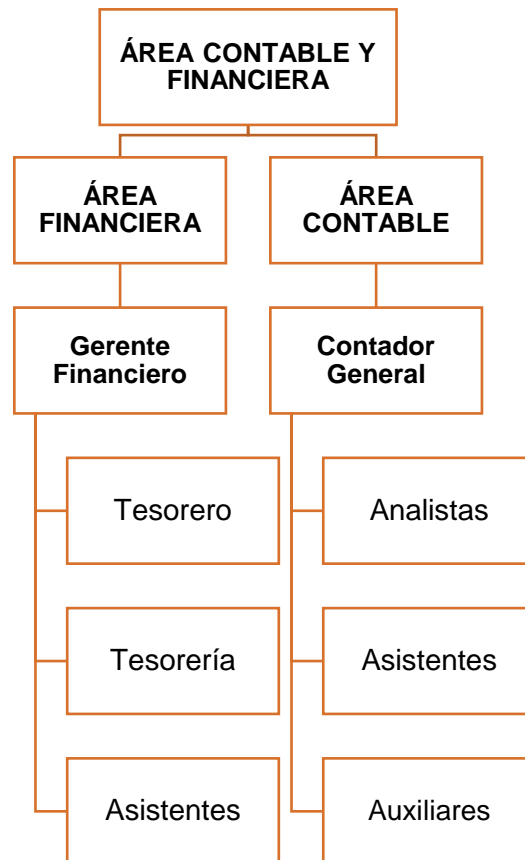 ÁREA CONTABLE Y
FINANCIERA
ÁREA
FINANCIERA
ÁREA
CONTABLE
Gerente
Financiero
Contador
General
Tesorero
Analistas
Tesorería
Asistentes
Asistentes
Auxiliares